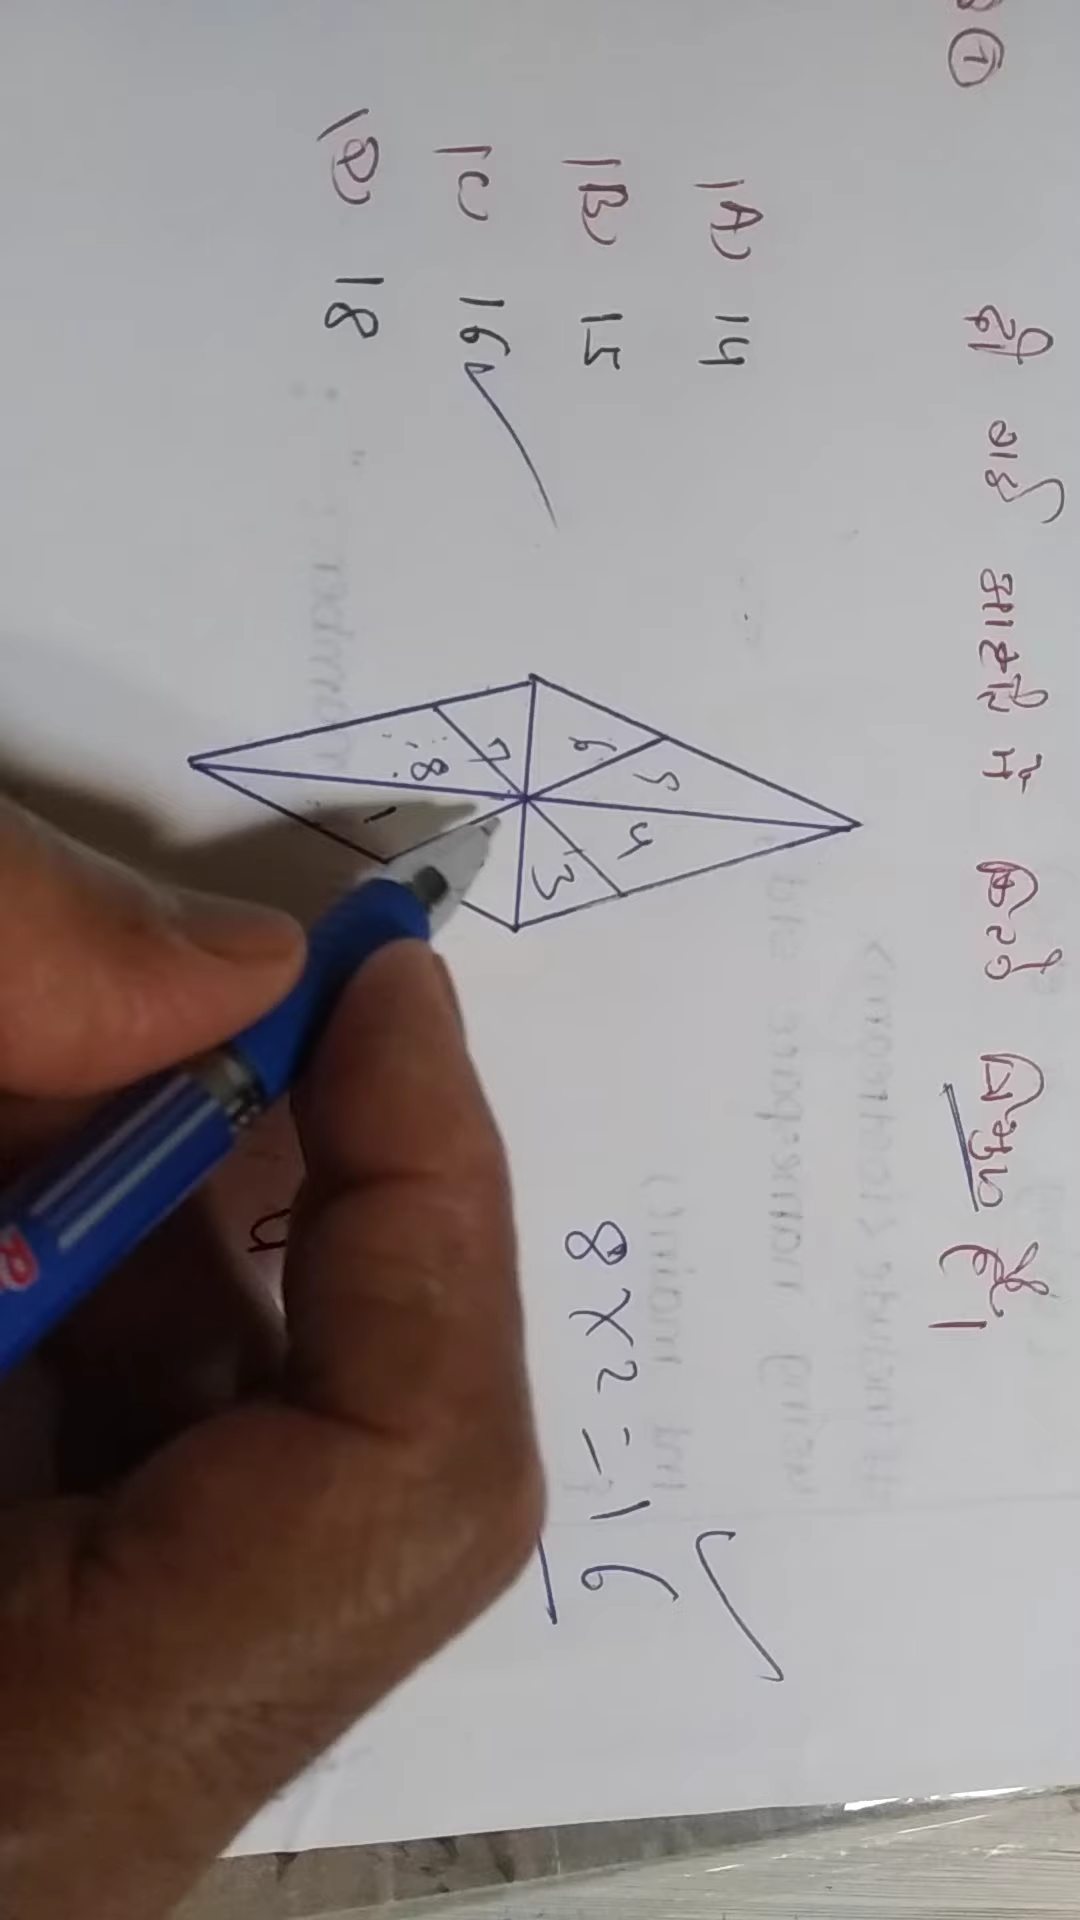 ①
दी गई आकृति में कितने त्रिभुज है।
(A) 14
(B) 15
(C) 16
(D) 18
6 5
7 4
8 3
1
8 X 2 = 16